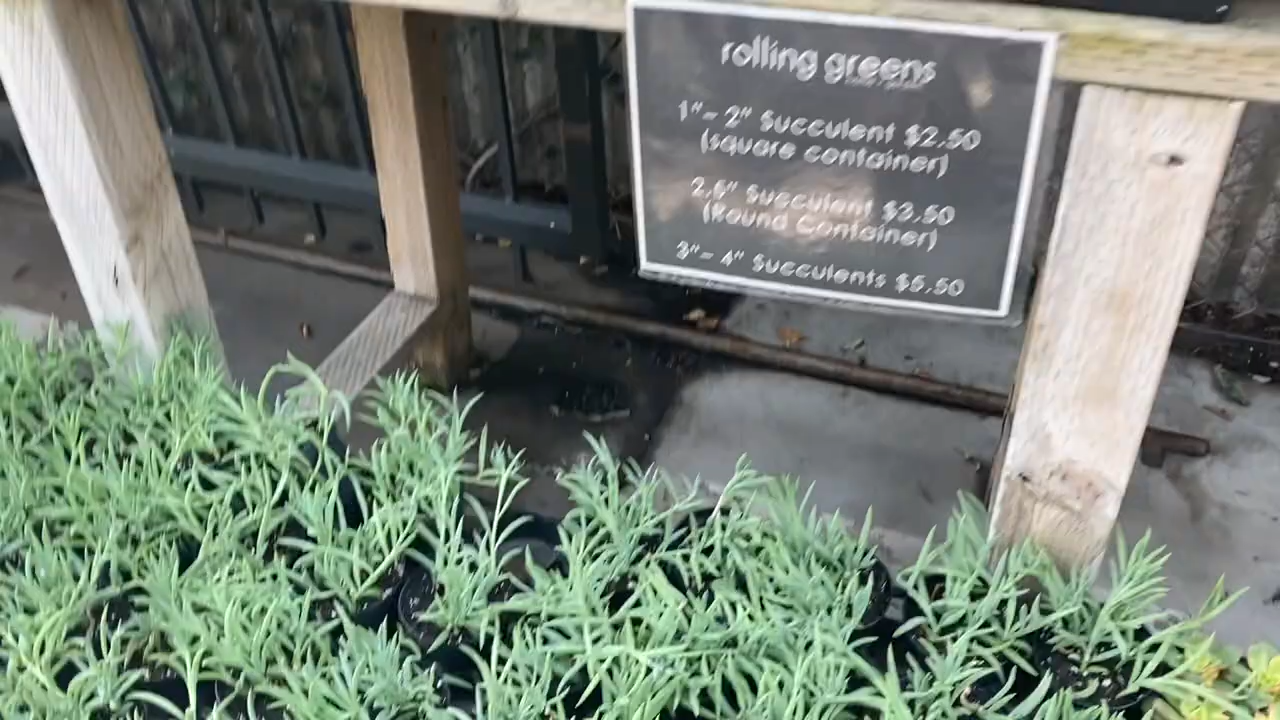 rolling greens
1"- 2" Succulent $2.50
(square container)
2.5" Succulent $3.50
(Round Container)
3"- 4" Succulents $5.50